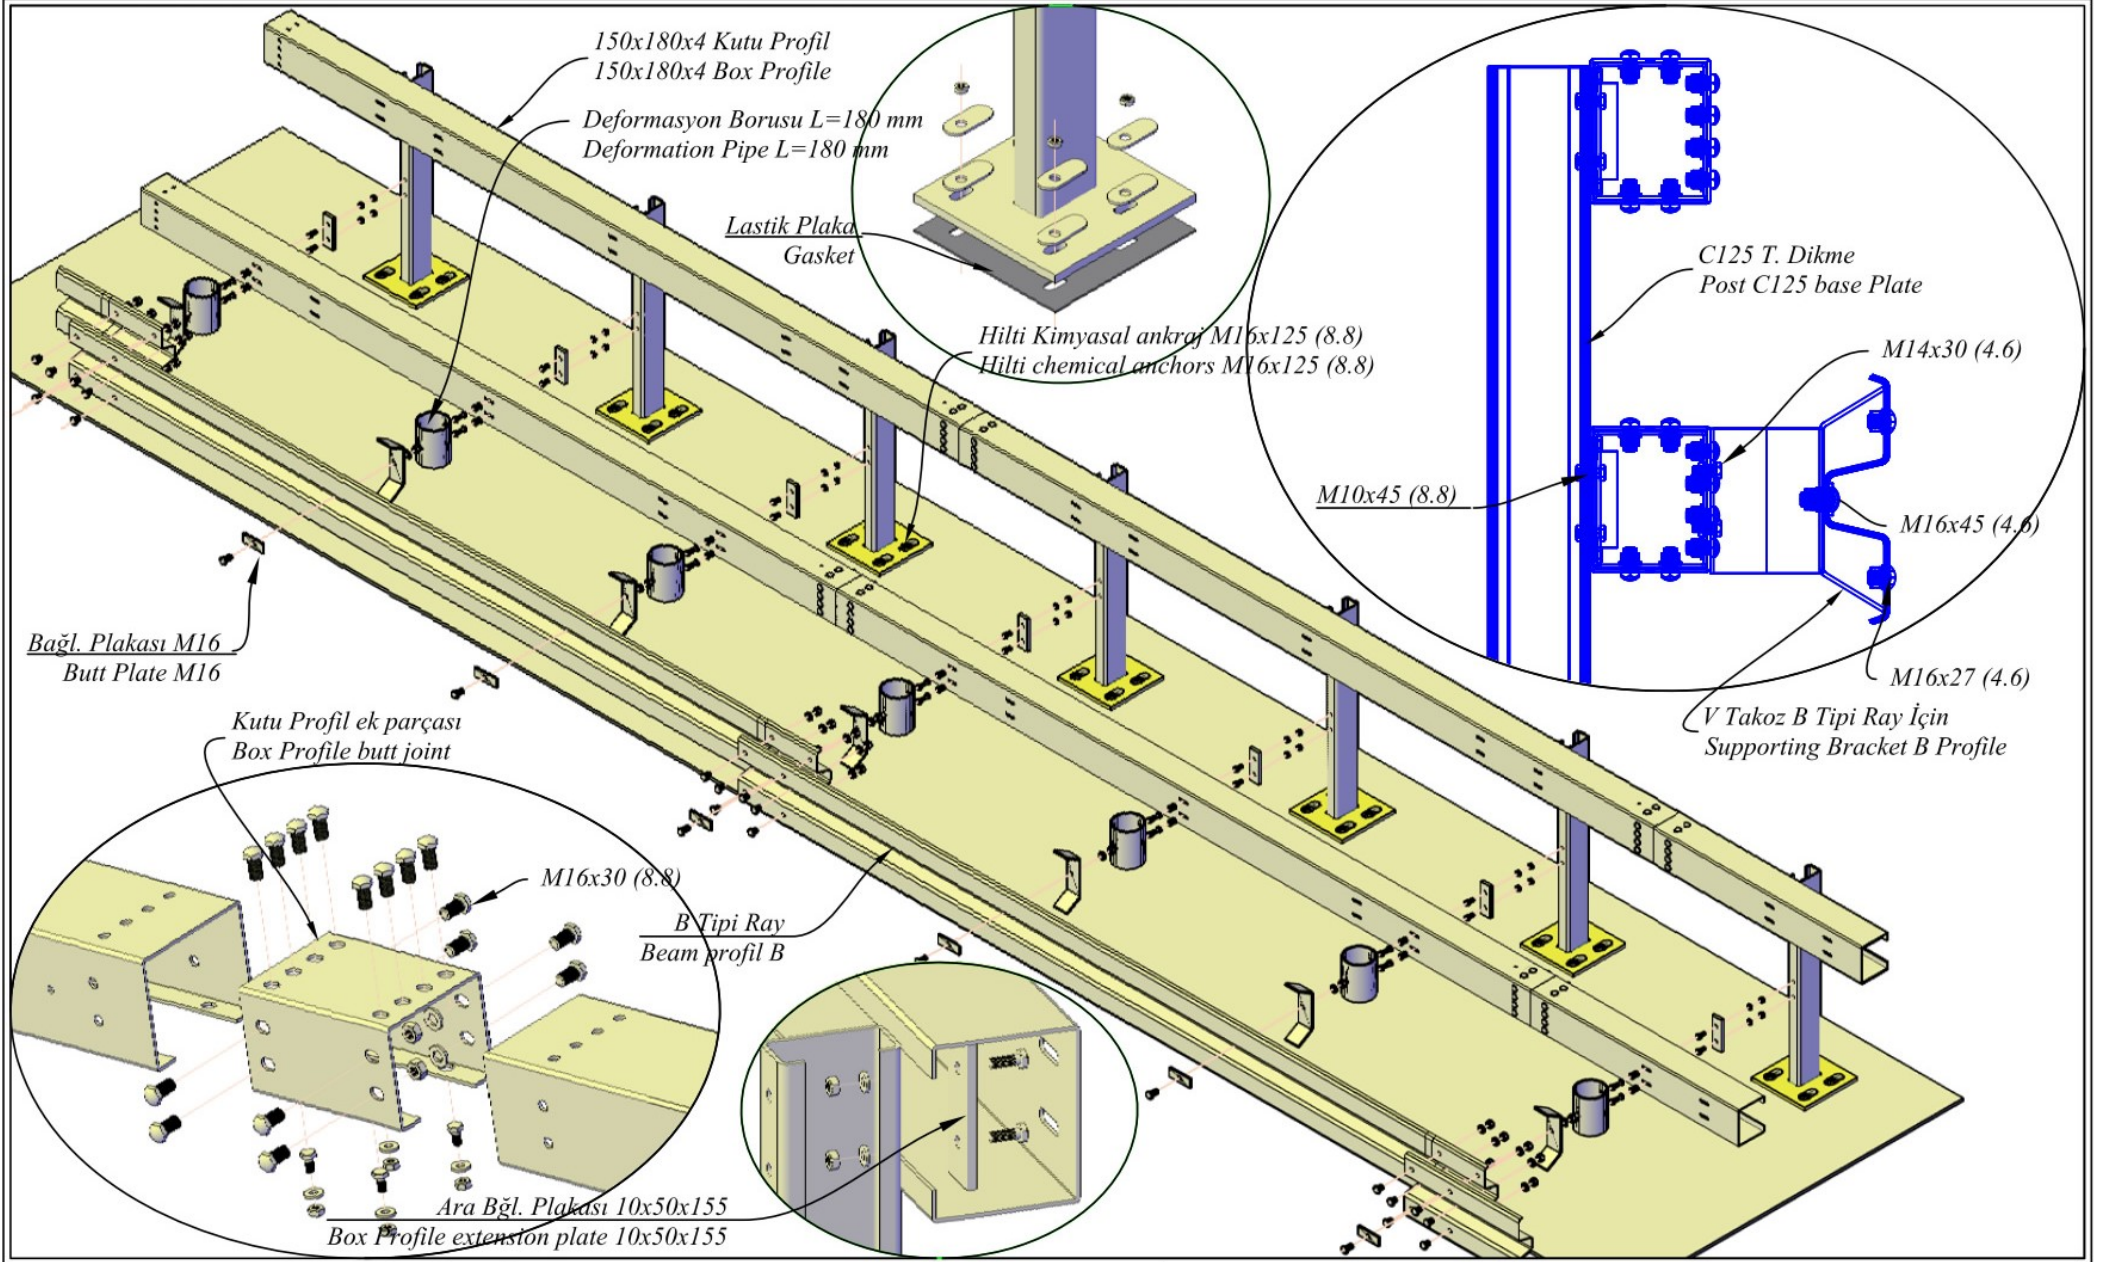 150x180x4 Kutu Profil
150x180x4 Box Profile
Deformasyon Borusu L=180 mm
Deformation Pipe L=180 mm
Lastik Plaka
Gasket
Hilti Kimyasal ankraj M16x125 (8.8)
Hilti chemical anchors M16x125 (8.8)
C125 T. Dikme
Post C125 base Plate
M14x30 (4.6)
M10x45 (8.8)
M16x45 (4.6)
M16x27 (4.6)
V Takoz B Tipi Ray İçin
Supporting Bracket B Profile
Bağl. Plakası M16
Butt Plate M16
Kutu Profil ek parçası
Box Profile butt joint
M16x30 (8.8)
B Tipi Ray
Beam profil B
Ara Bğl. Plakası 10x50x155
Box Profile extension plate 10x50x155